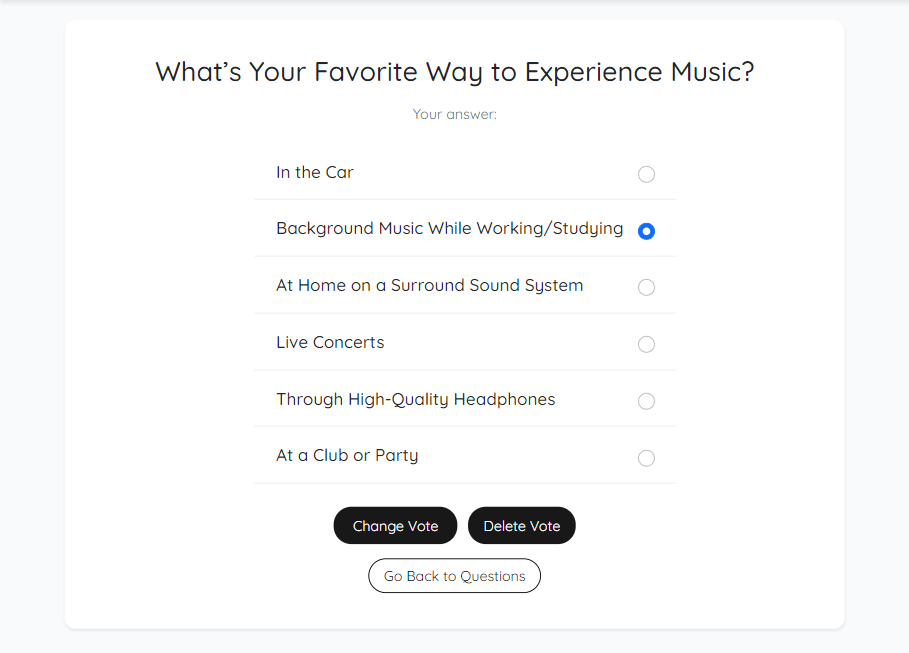 What’s Your Favorite Way to Experience Music?
Your answer:
In the Car
Background Music While Working/Studying
At Home on a Surround Sound System
Live Concerts
Through High-Quality Headphones
At a Club or Party
Change Vote Delete Vote
Go Back to Questions